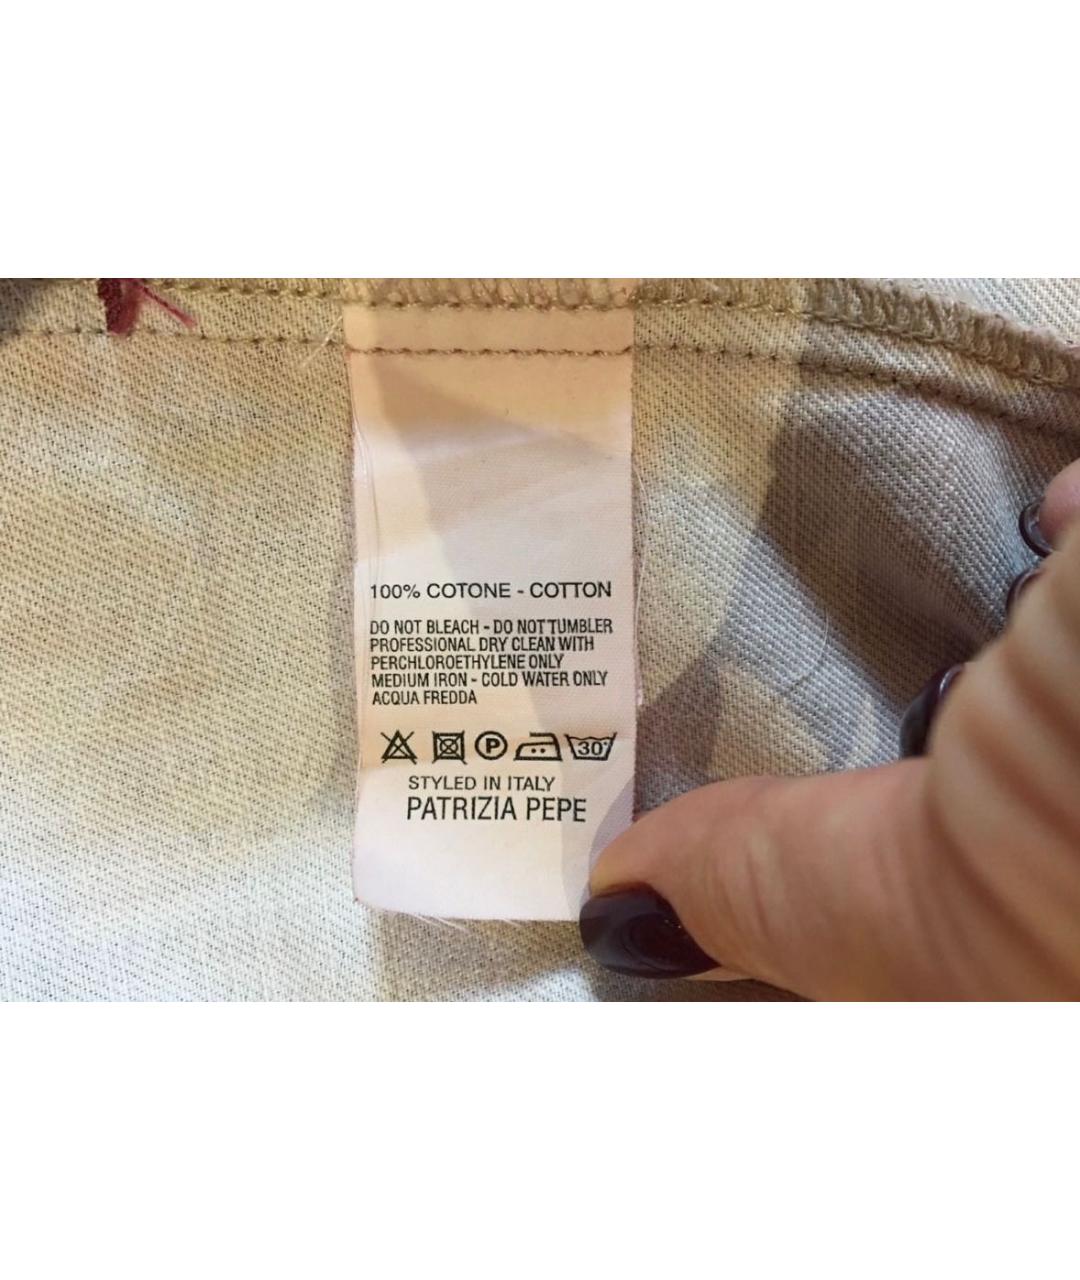 100% COTONE - COTTON
DO NOT BLEACH - DO NOT TUMBLER
PROFESSIONAL DRY CLEAN WITH
PERCHLOROETHYLENE ONLY
MEDIUM IRON - COLD WATER ONLY
ACQUA FREDDA
P 30°
STYLED IN ITALY
PATRIZIA PEPE